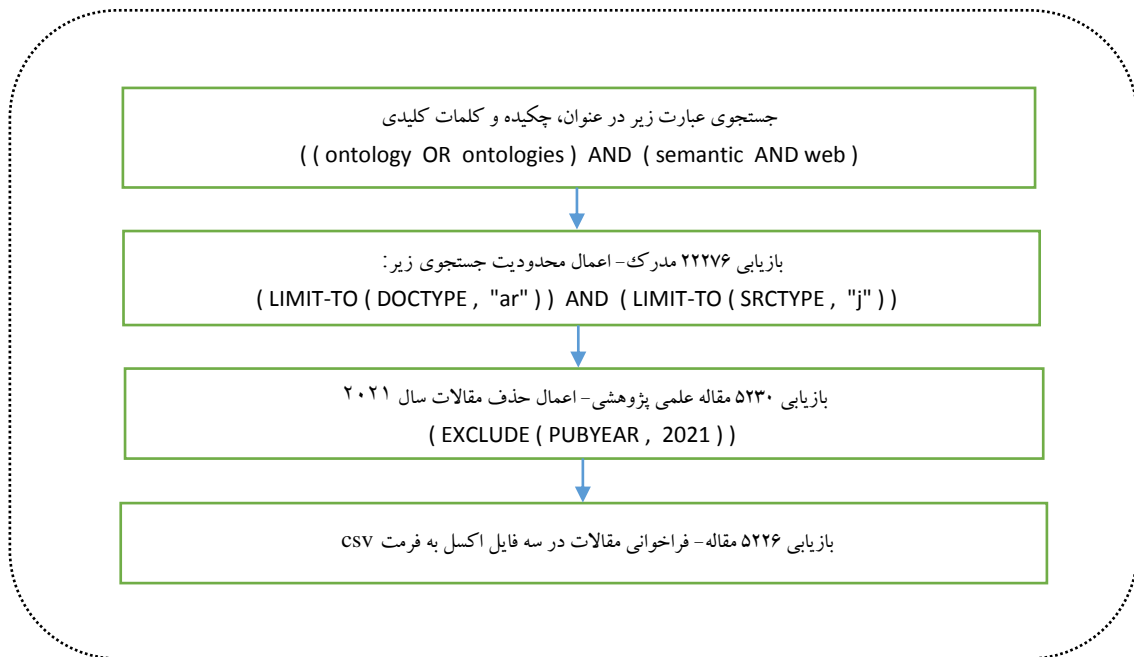 جستجوی عبارت زیر در عنوان، چکیده و کلمات کلیدی
( ( ontology OR ontologies ) AND ( semantic AND web )
بازیابی ۲۲۲۷۶ مدرک- اعمال محدودیت جستجوی زیر:
( LIMIT-TO ( DOCTYPE , "ar" ) ) AND ( LIMIT-TO ( SRCTYPE , "j" ) )
بازیابی ۵۲۳۰ مقاله علمی پژوهشی- اعمال حذف مقالات سال ۲۰۲۱
( EXCLUDE ( PUBYEAR , 2021 ) )
بازیابی ۵۲۲۶ مقاله- فراخوانی مقالات در سه فایل اکسل به فرمت csv